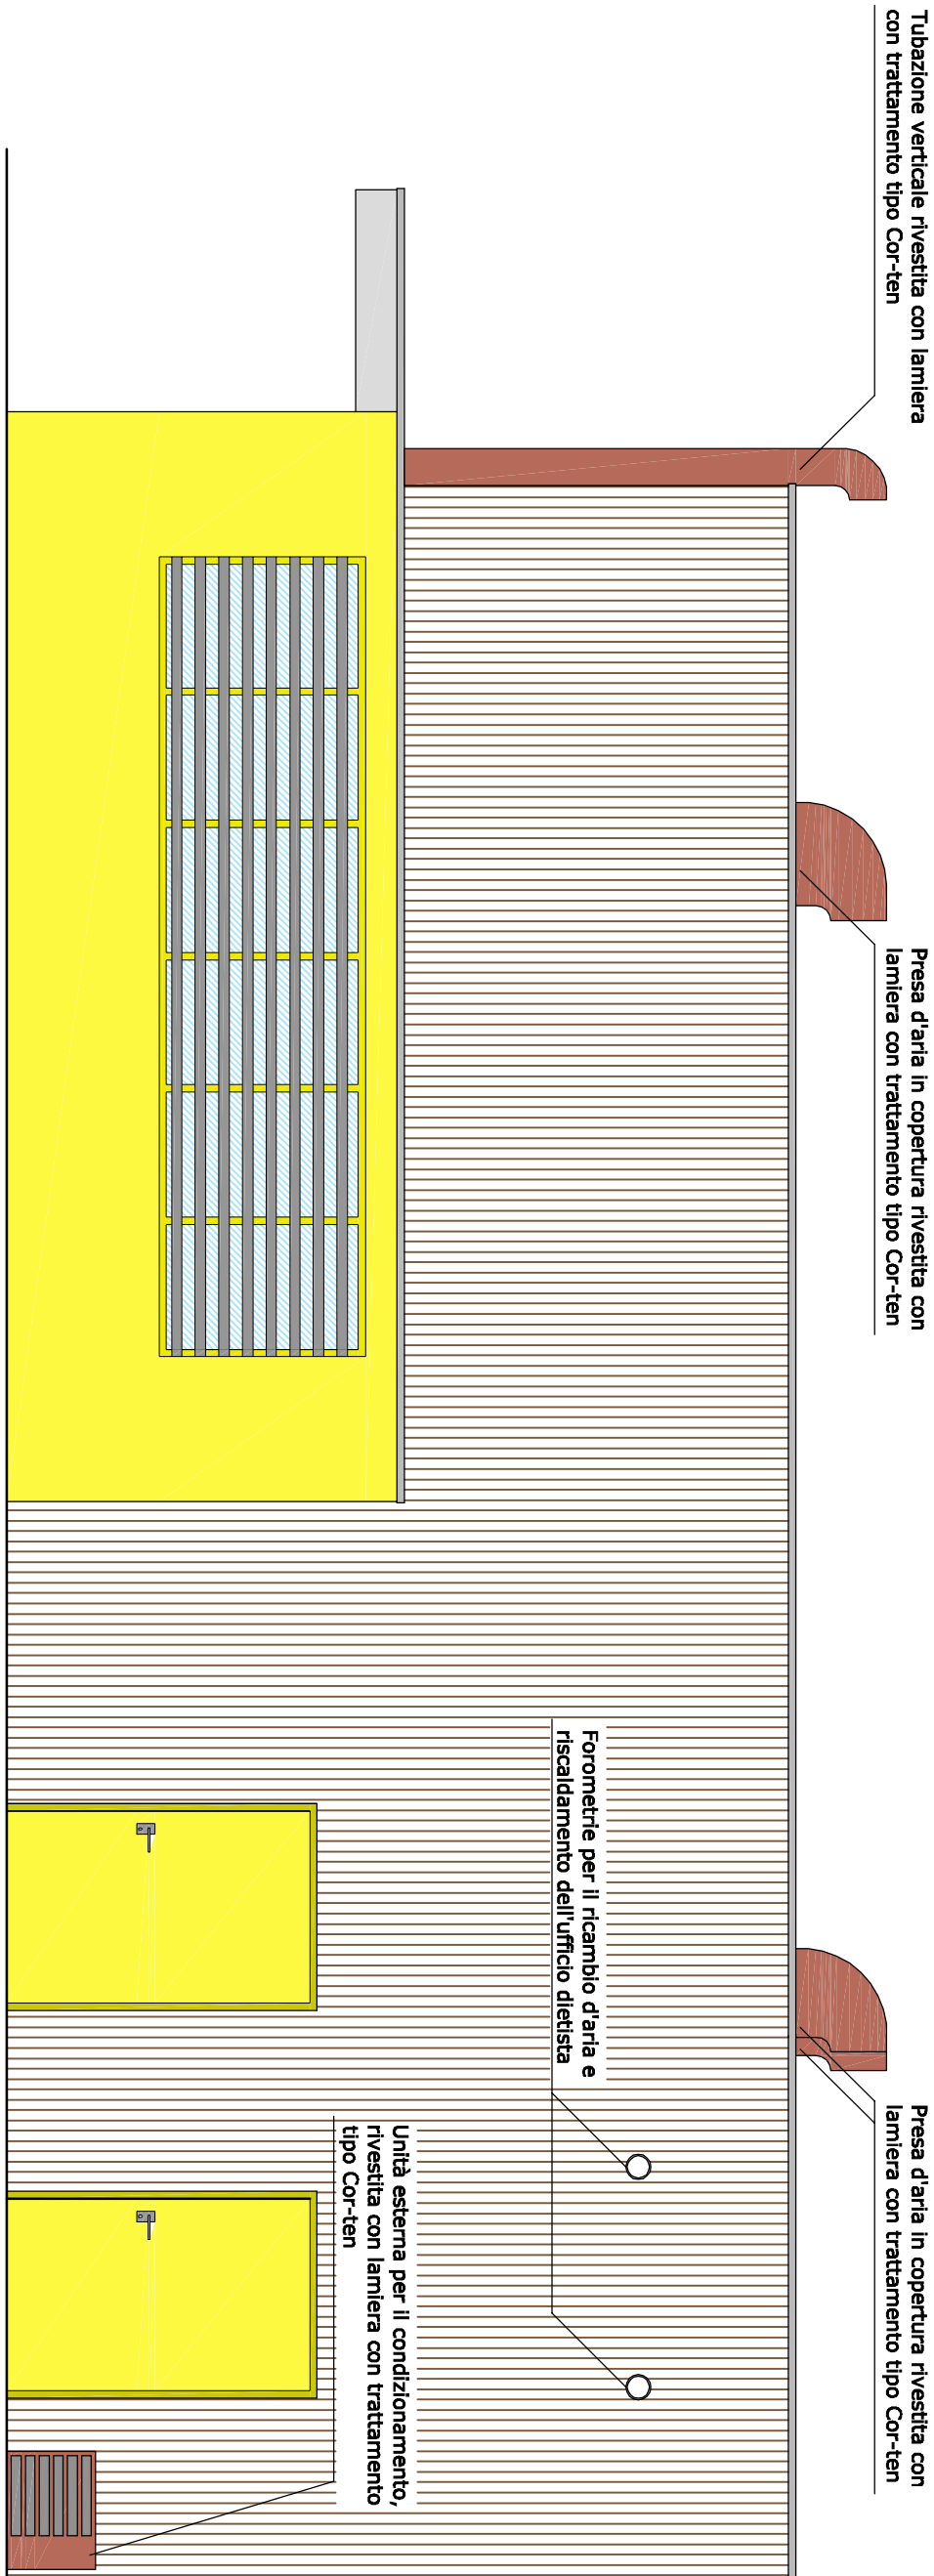 Tubazione verticale rivestita con lamiera
con trattamento tipo Cor-ten
Presa d'aria in copertura rivestita con
lamiera con trattamento tipo Cor-ten
Presa d'aria in copertura rivestita con
lamiera con trattamento tipo Cor-ten
Forometrie per il ricambio d'aria e
riscaldamento dell'ufficio dietista
Unità esterna per il condizionamento,
rivestita con lamiera con trattamento
tipo Cor-ten